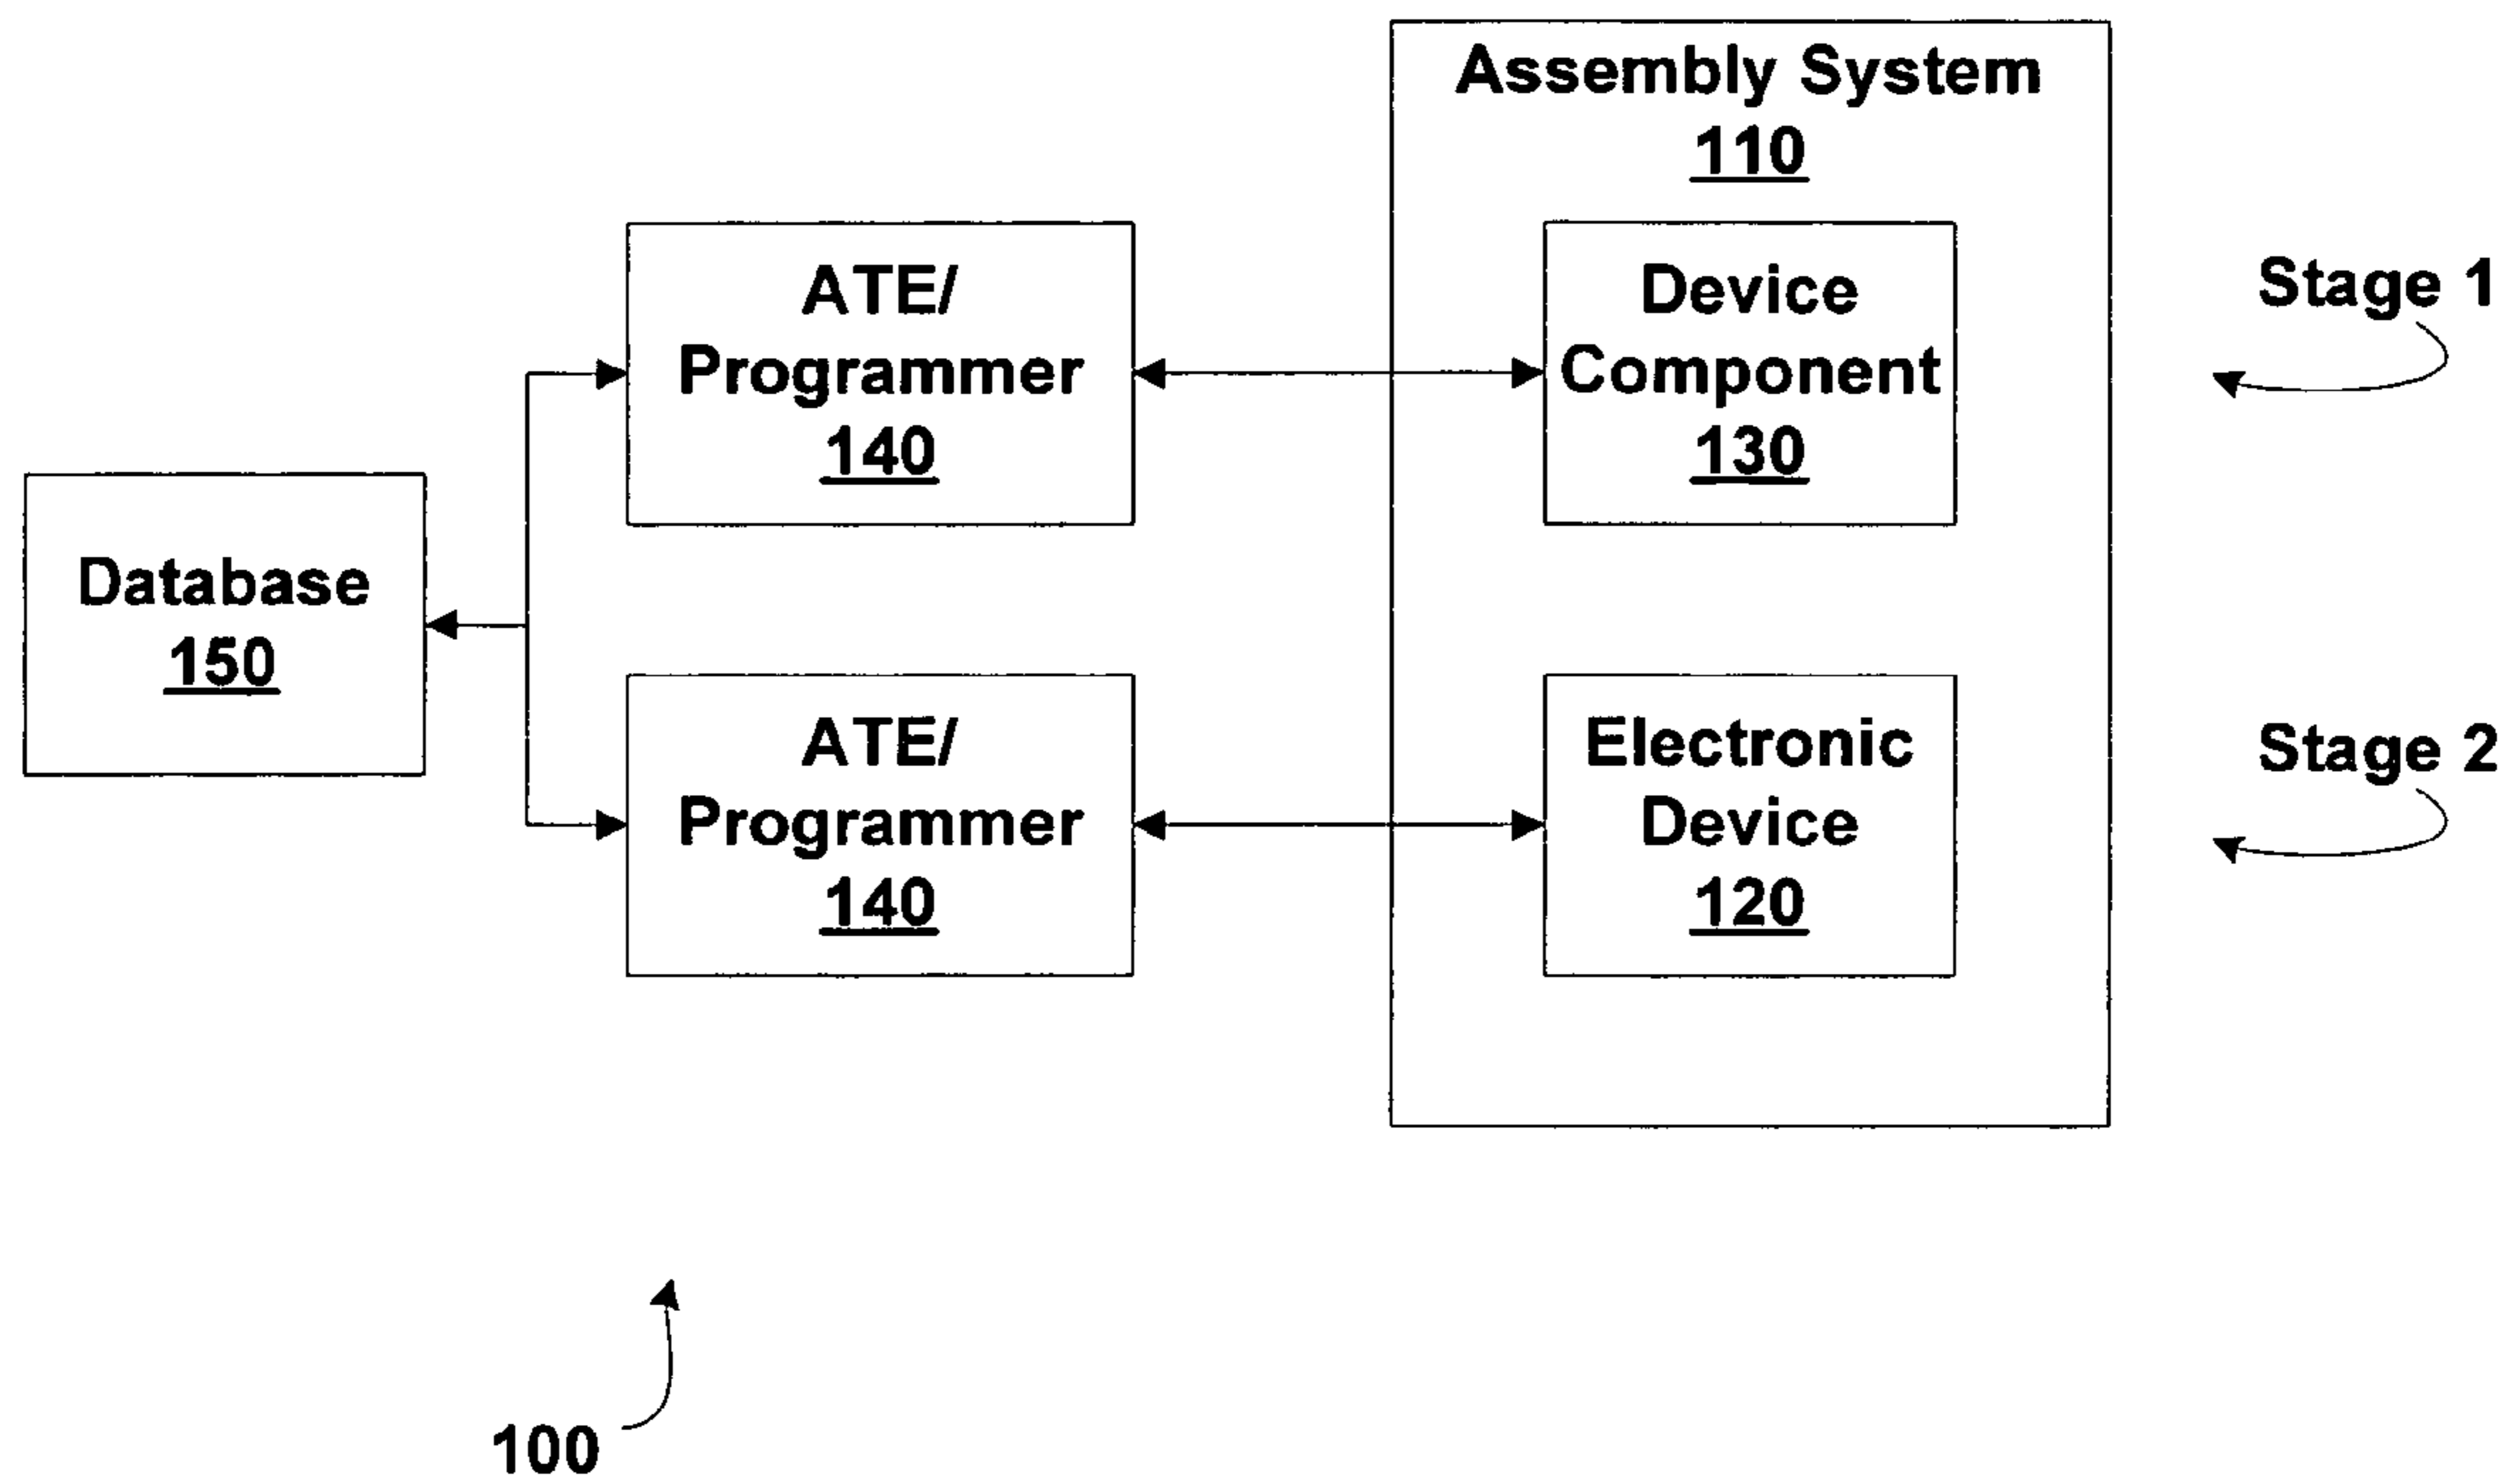 Assembly System
110
ATE/
Programmer
140
Device
Component
130
Stage 1
Database
150
ATE/
Programmer
140
Electronic
Device
120
Stage 2
100